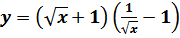 y = (√x + 1) (1/√x − 1)